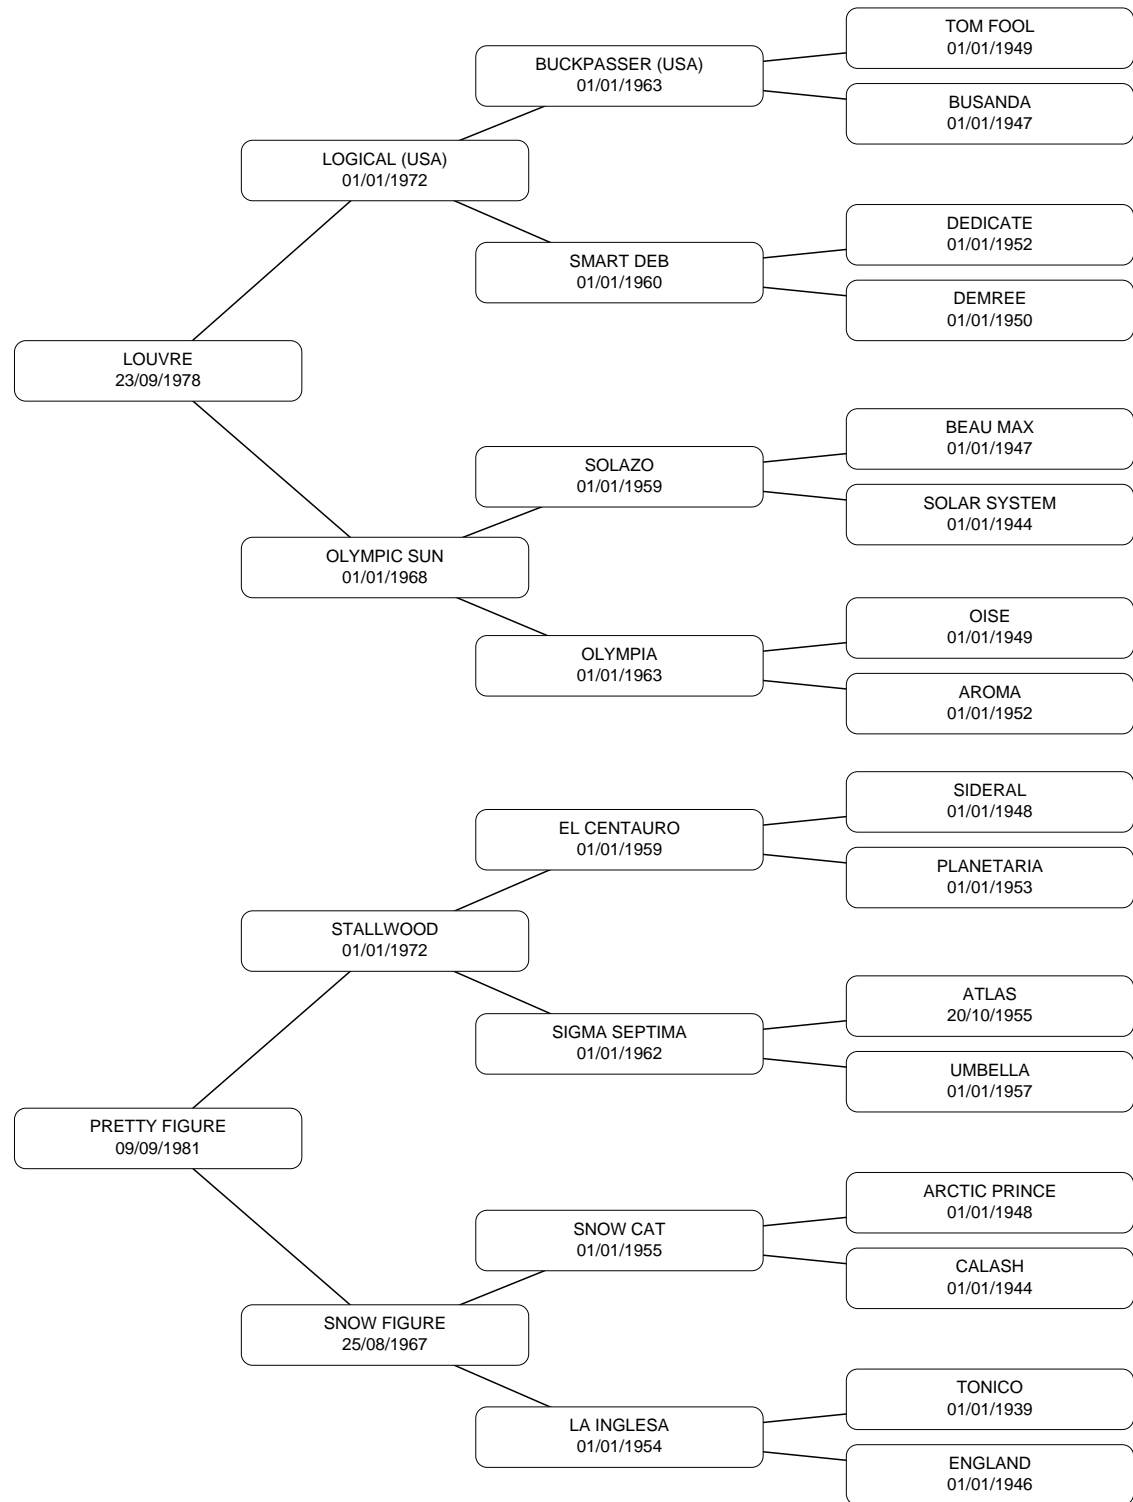 TOM FOOL
01/01/1949
BUCKPASSER (USA)
01/01/1963
BUSANDA
01/01/1947
LOGICAL (USA)
01/01/1972
DEDICATE
01/01/1952
SMART DEB
01/01/1960
DEMREE
01/01/1950
LOUVRE
23/09/1978
BEAU MAX
01/01/1947
SOLAZO
01/01/1959
SOLAR SYSTEM
01/01/1944
OLYMPIC SUN
01/01/1968
OISE
01/01/1949
OLYMPIA
01/01/1963
AROMA
01/01/1952
SIDERAL
01/01/1948
EL CENTAURO
01/01/1959
PLANETARIA
01/01/1953
STALLWOOD
01/01/1972
ATLAS
20/10/1955
SIGMA SEPTIMA
01/01/1962
UMBELLA
01/01/1957
PRETTY FIGURE
09/09/1981
ARCTIC PRINCE
01/01/1948
SNOW CAT
01/01/1955
CALASH
01/01/1944
SNOW FIGURE
25/08/1967
TONICO
01/01/1939
LA INGLESA
01/01/1954
ENGLAND
01/01/1946